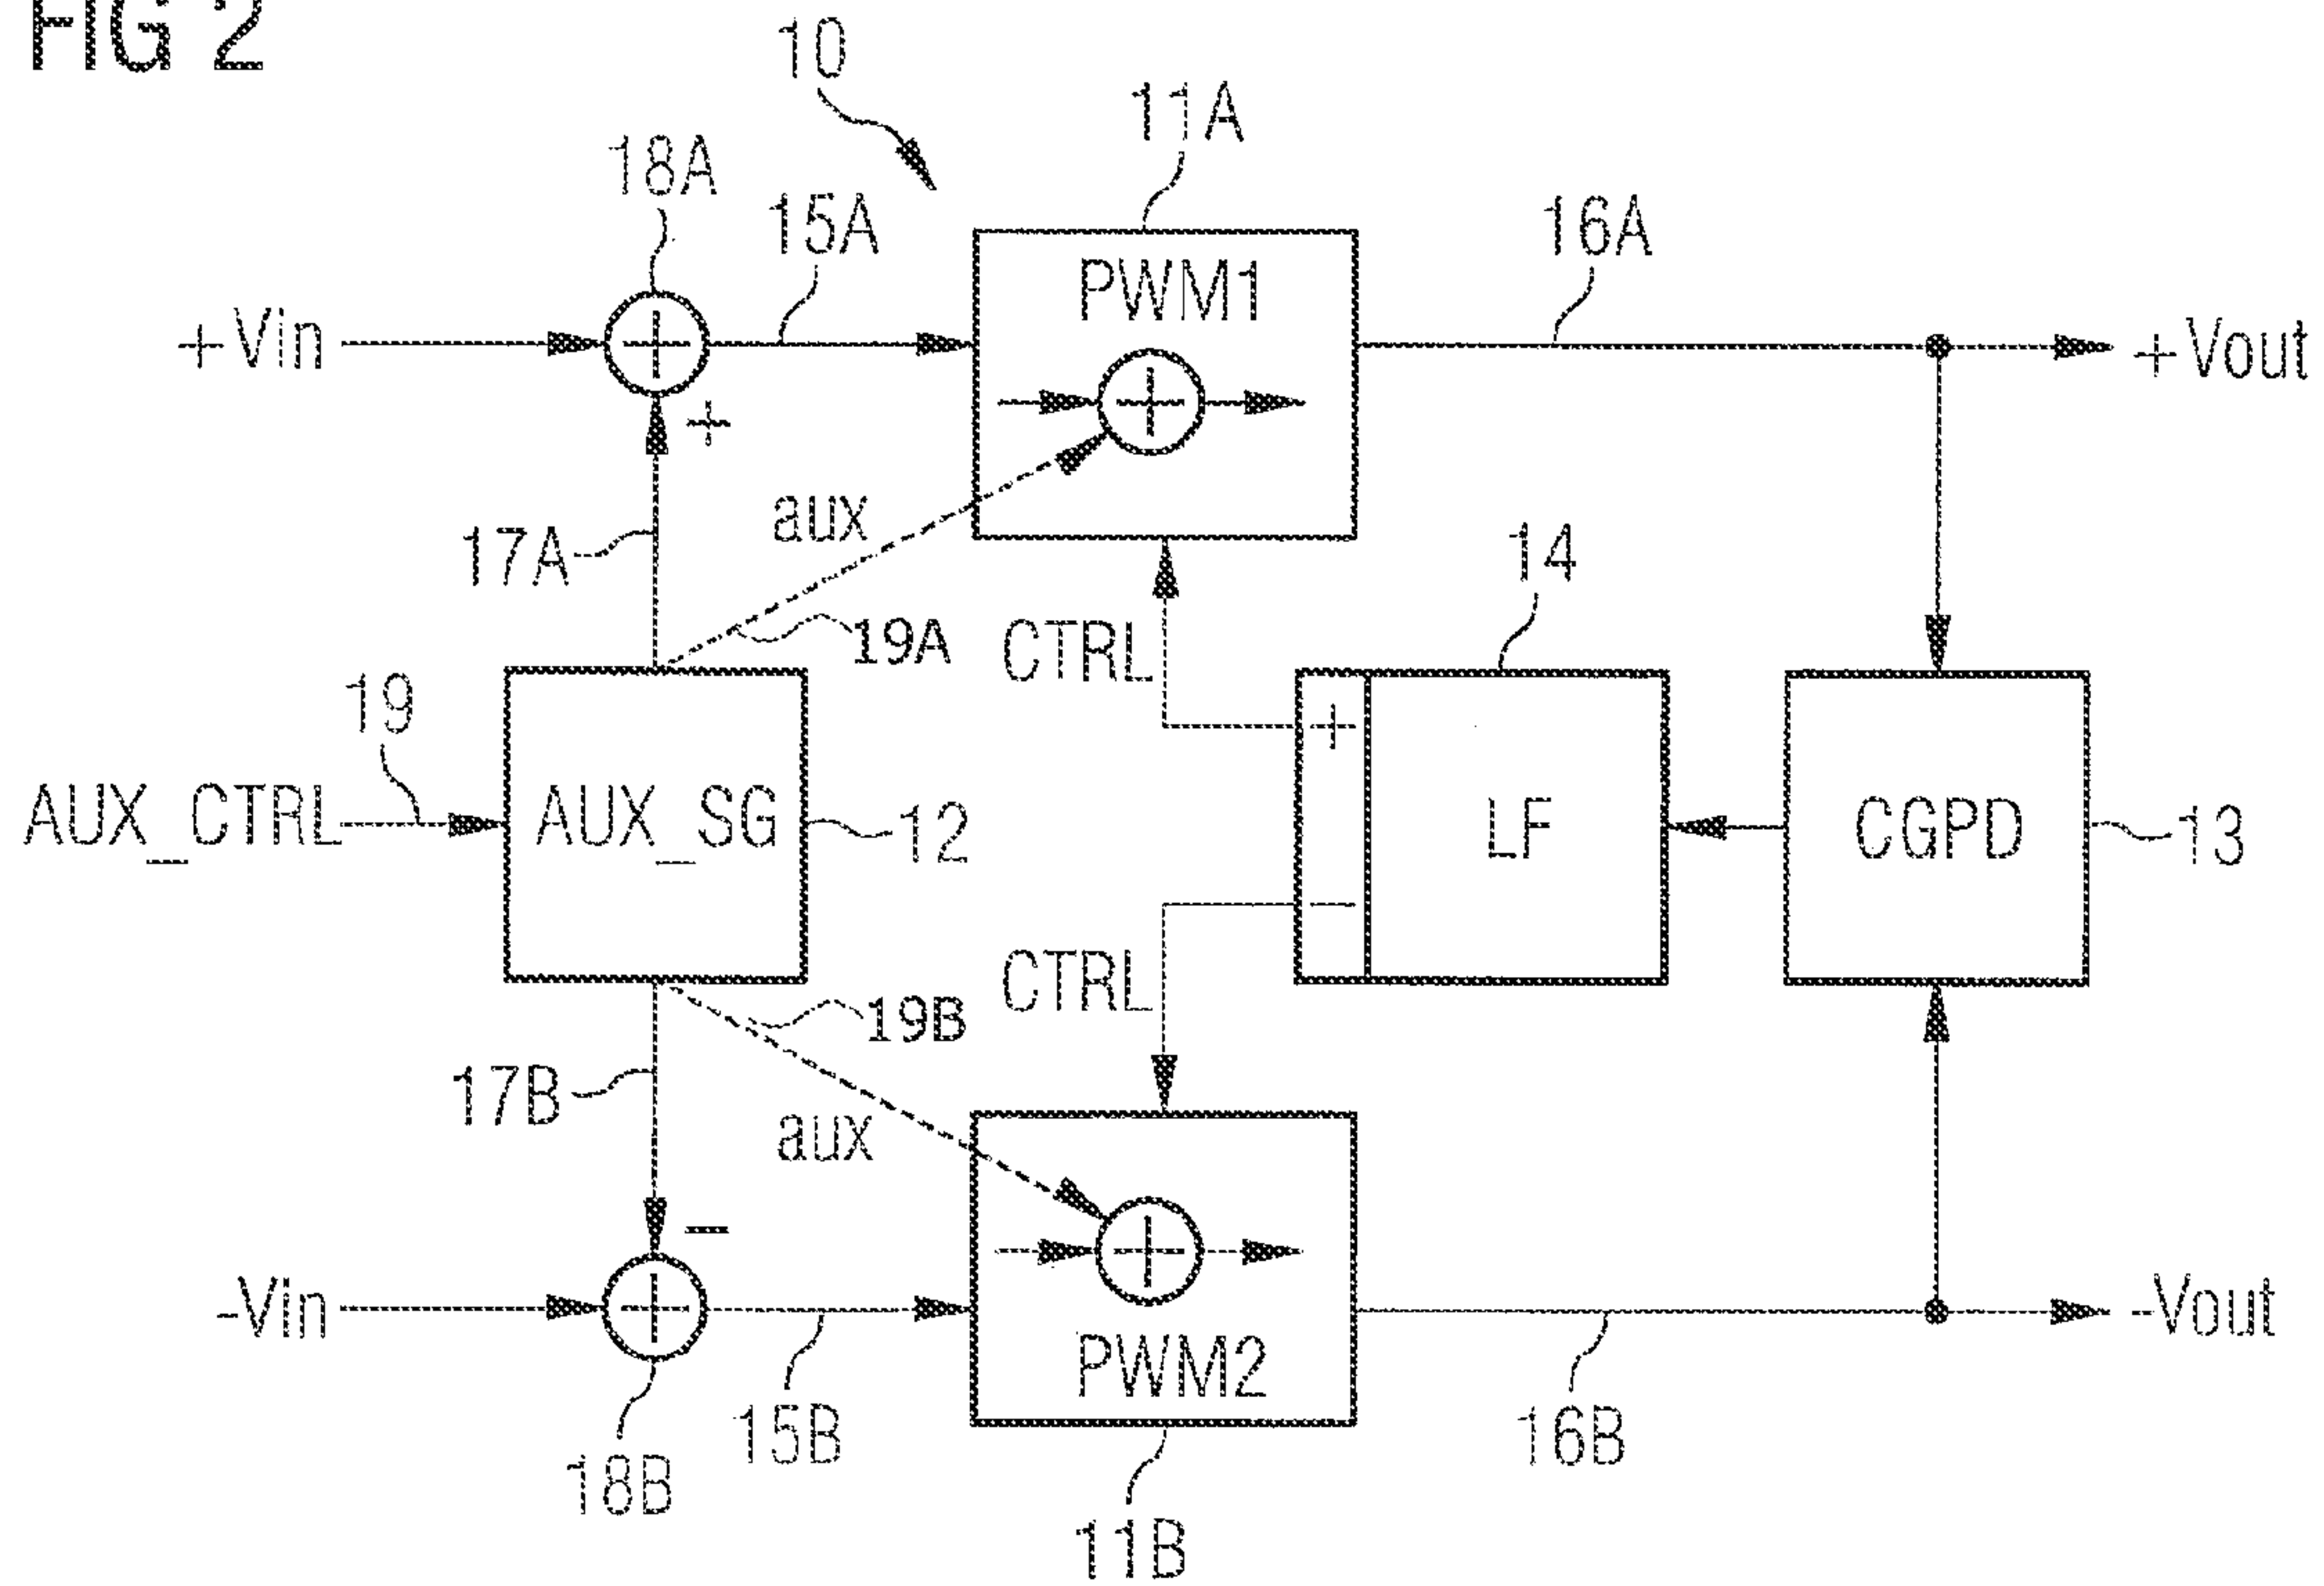 FIG 2
10
11A
18A
15A
16A
PWM1
+Vin
+
+Vout
aux
17A
14
19A
CTRL
+
19
AUX_CTRL
AUX_SG
12
LF
CGPD
13
-
CTRL
19B
17B
aux
-
-Vin
-Vout
PWM2
15B
16B
18B
11B